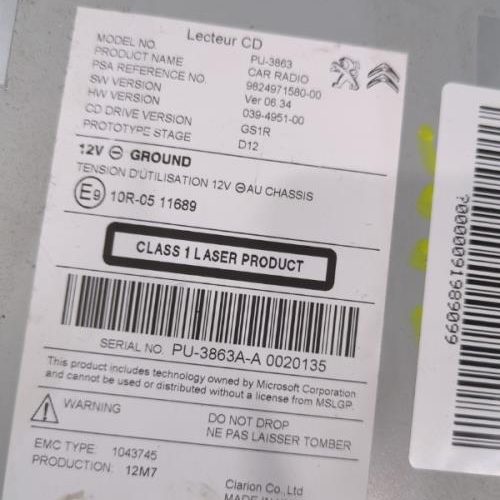 Lecteur CD
MODEL NO. PU-3863
PRODUCT NAME CAR RADIO
PSA REFERENCE NO. 9824971580-00
SW VERSION Ver 06.34
HW VERSION 039-4951-00
CD DRIVE VERSION GS1R
PROTOTYPE STAGE D12
12V ⊖ GROUND
TENSION D'UTILISATION 12V ⊖ AU CHASSIS
E9 10R-05 11689
CLASS 1 LASER PRODUCT
SERIAL NO. PU-3863A-A 0020135
This product includes technology owned by Microsoft Corporation
and cannot be used or distributed without a license from MSLGP.
WARNING
DO NOT DROP
NE PAS LAISSER TOMBER
EMC TYPE: 1043745
PRODUCTION: 12M7
Clarion Co.,Ltd
MADE IN